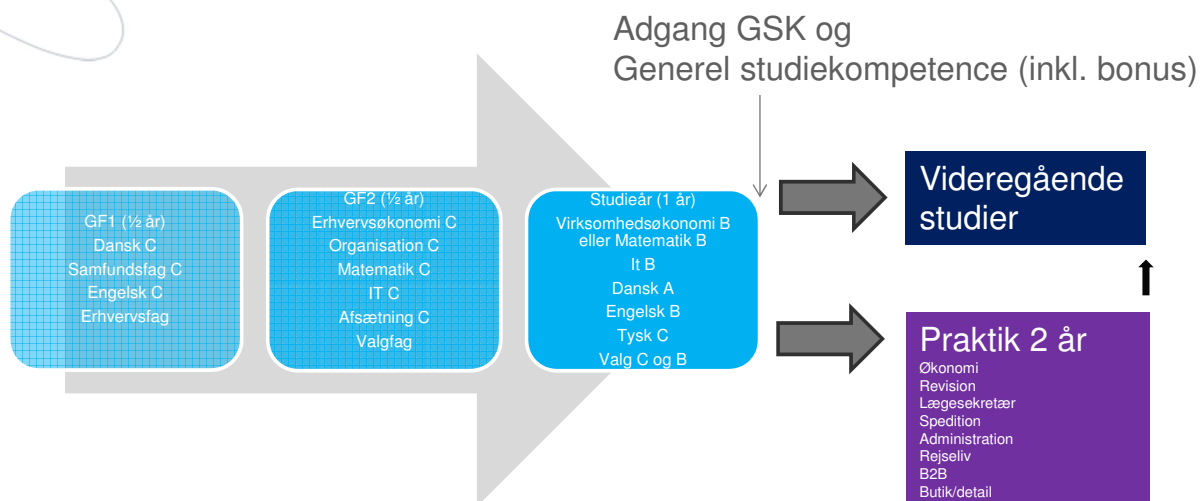 Adgang GSK og
Generel studiekompetence (inkl. bonus)
GF1 (½ år)
Dansk C
Samfundsfag C
Engelsk C
Erhvervsfag
GF2 (½ år)
Erhvervsøkonomi C
Organisation C
Matematik C
IT C
Afsætning C
Valgfag
Studieår (1 år)
Virksomhedsøkonomi B
eller Matematik B
It B
Dansk A
Engelsk B
Tysk C
Valg C og B
Videregående
studier
Praktik 2 år
Økonomi
Revision
Lægesekretær
Spedition
Administration
Rejseliv
B2B
Butik/detail